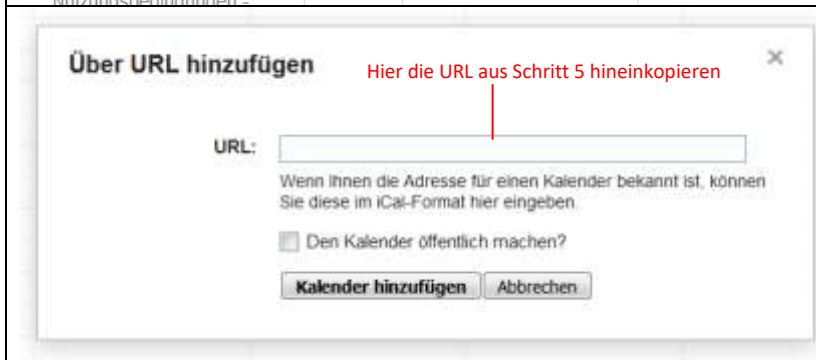 Nutzungsbedingungen -
Über URL hinzufügen
Hier die URL aus Schritt 5 hineinkopieren
×
URL:
Wenn Ihnen die Adresse für einen Kalender bekannt ist, können
Sie diese im iCal-Format hier eingeben.
Den Kalender öffentlich machen?
Kalender hinzufügen Abbrechen